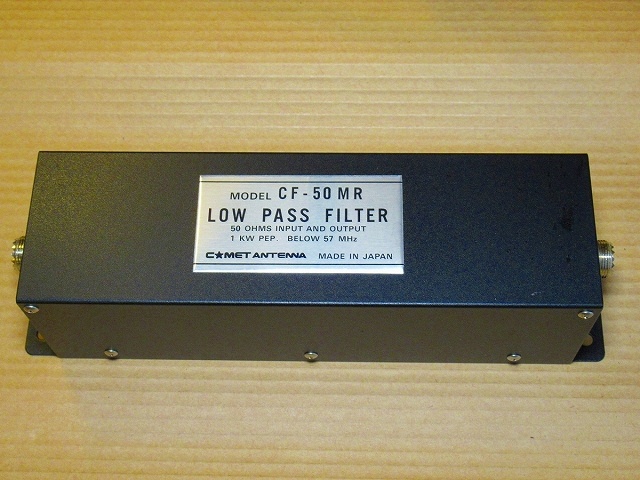 MODEL CF-50MR
LOW PASS FILTER
50 OHMS INPUT AND OUTPUT
1 KW PEP. BELOW 57 MHz
C★MET ANTENNA MADE IN JAPAN